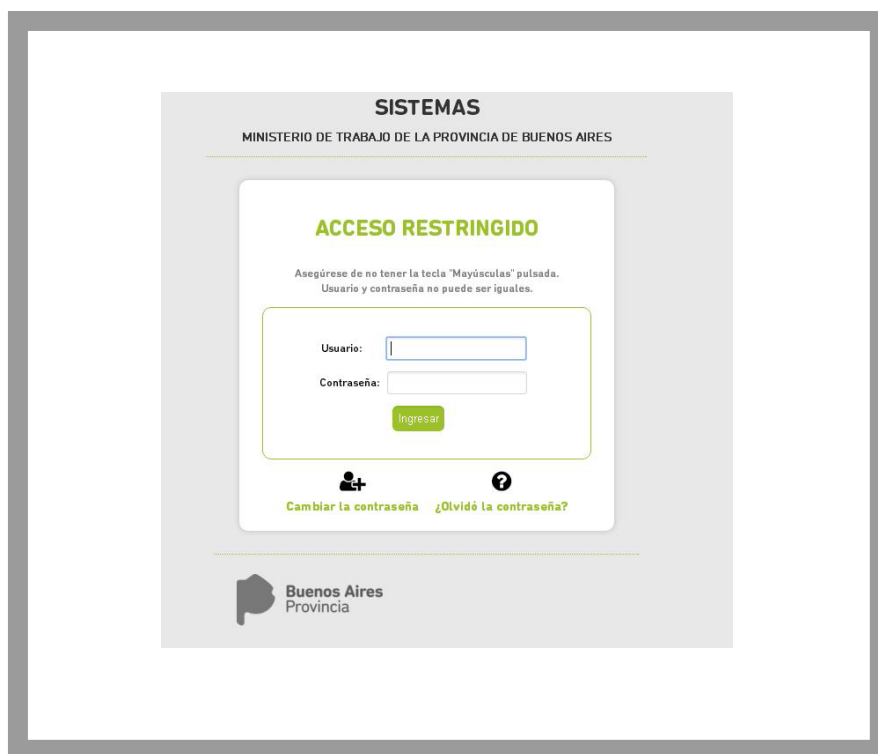 SISTEMAS
MINISTERIO DE TRABAJO DE LA PROVINCIA DE BUENOS AIRES
ACCESO RESTRINGIDO
Asegúrese de no tener la tecla "Mayúsculas" pulsada.
Usuario y contraseña no puede ser iguales.
Usuario:
Contraseña:
Ingresar
Cambiar la contraseña ¿Olvidó la contraseña?
Buenos Aires
Provincia